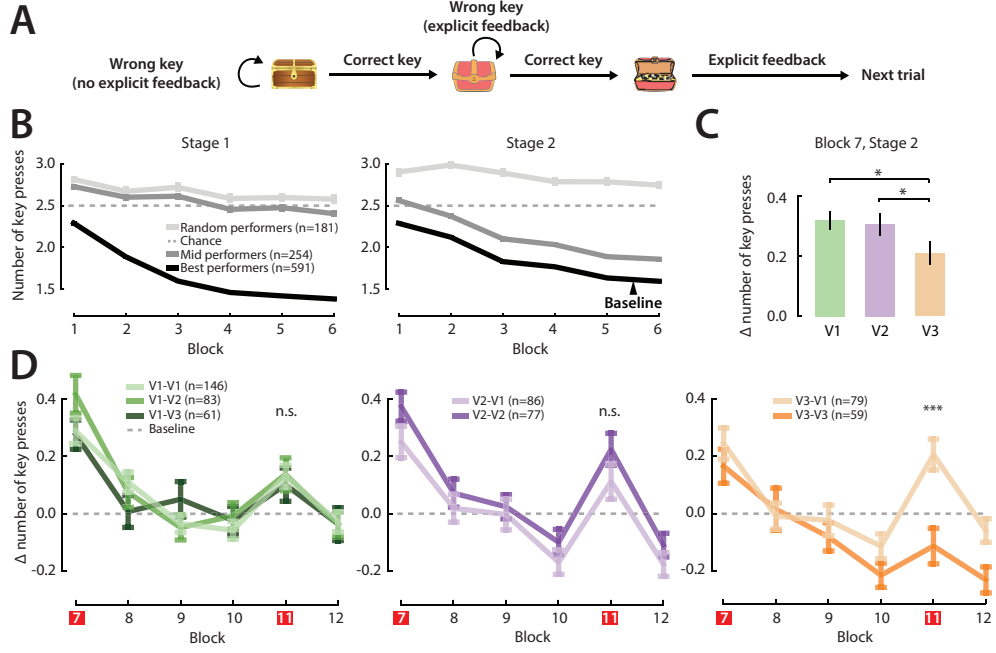 A
Wrong key
(no explicit feedback)
Correct key
Wrong key
(explicit feedback)
Correct key
Explicit feedback
Next trial
B
Stage 1
Number of key presses
3.0
2.5
2.0
1.5
Random performers (n=181)
Chance
Mid performers (n=254)
Best performers (n=591)
1 2 3 4 5 6
Block
Stage 2
3.0
2.5
2.0
1.5
Baseline
1 2 3 4 5 6
Block
C
Block 7, Stage 2
Δ number of key presses
0.4
0.2
0.0
*
*
V1 V2 V3
D
Δ number of key presses
0.4
0.2
0.0
-0.2
V1-V1 (n=146)
V1-V2 (n=83)
V1-V3 (n=61)
Baseline
n.s.
7 8 9 10 11 12
Block
0.4
0.2
0.0
-0.2
V2-V1 (n=86)
V2-V2 (n=77)
n.s.
7 8 9 10 11 12
Block
0.4
0.2
0.0
-0.2
V3-V1 (n=79)
V3-V3 (n=59)
***
7 8 9 10 11 12
Block